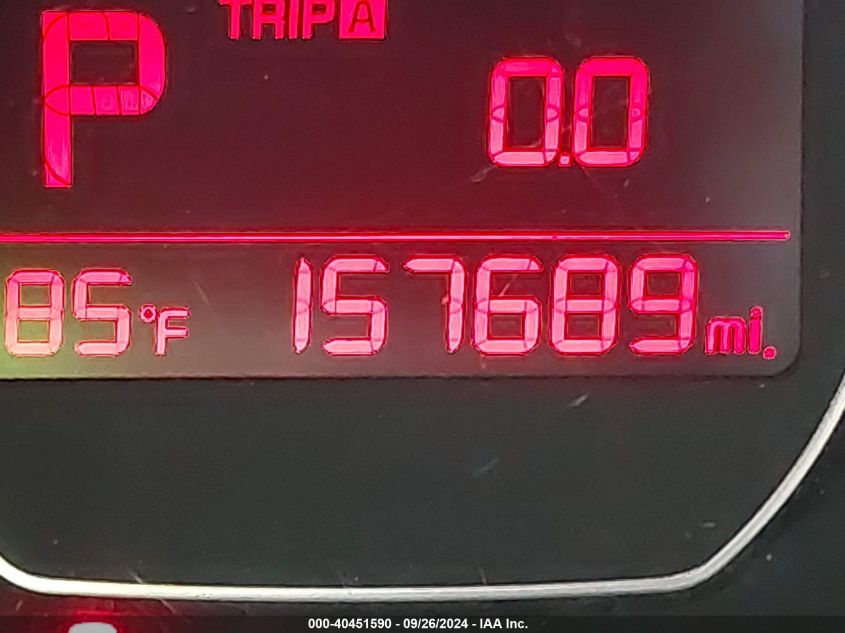 P TRIP A
0.0
85°F 157689 mi.
000-40451590 - 09/26/2024 - IAA Inc.